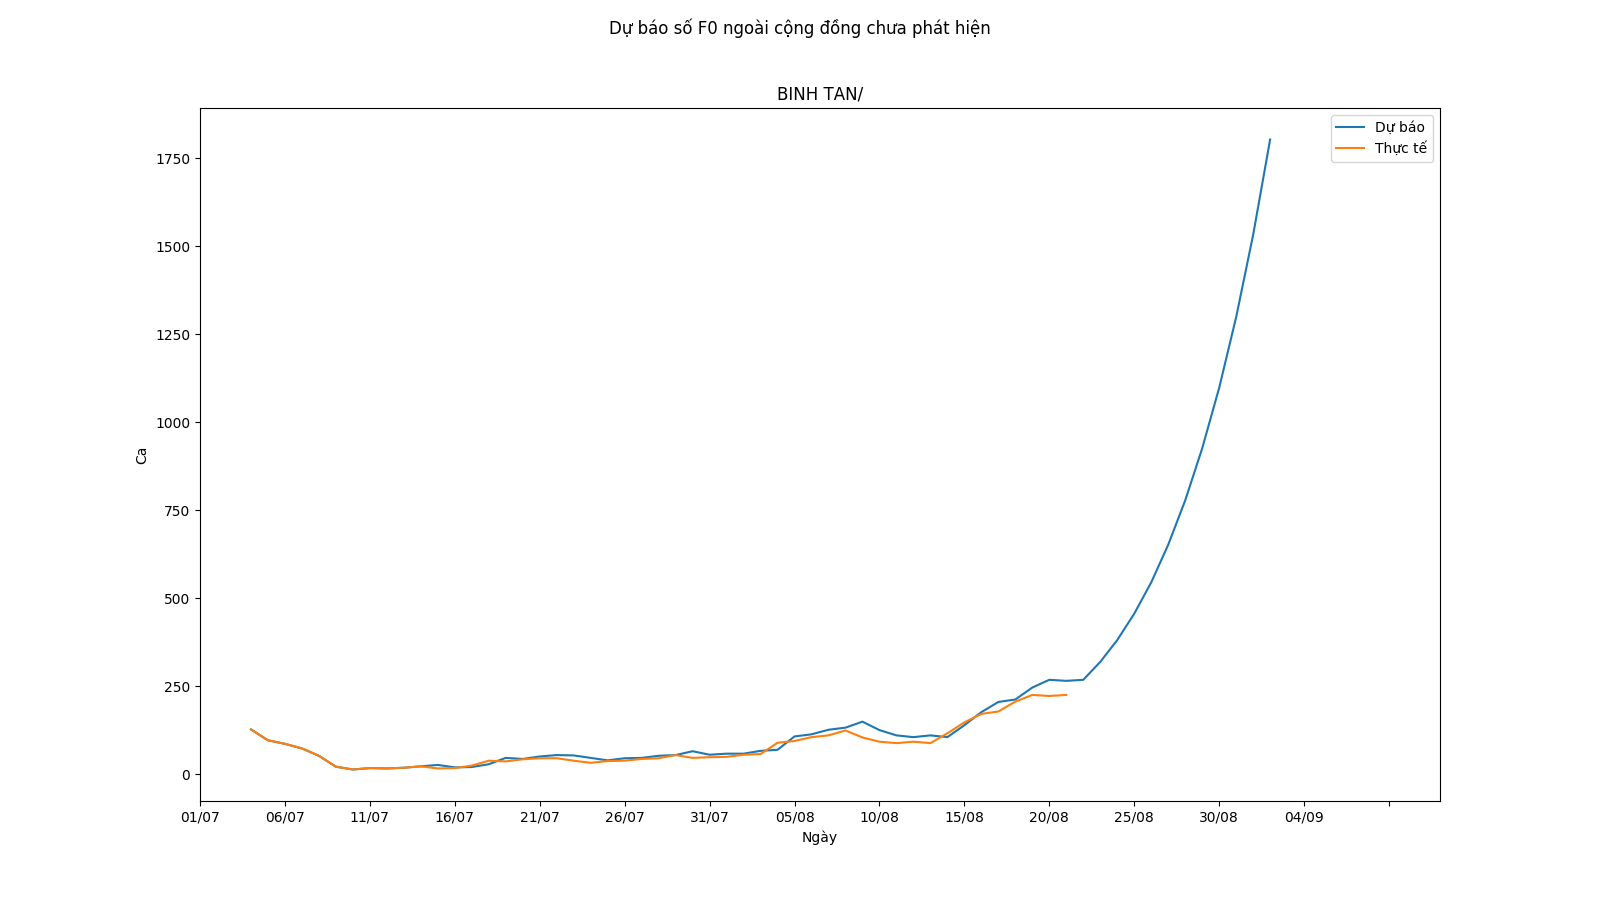 Dự báo số F0 ngoài cộng đồng chưa phát hiện
BINH TAN/
Dự báo
Thực tế
1750
1500
1250
1000
750
500
250
0
Ca
01/07 06/07 11/07 16/07 21/07 26/07 31/07 05/08 10/08 15/08 20/08 25/08 30/08 04/09
Ngày